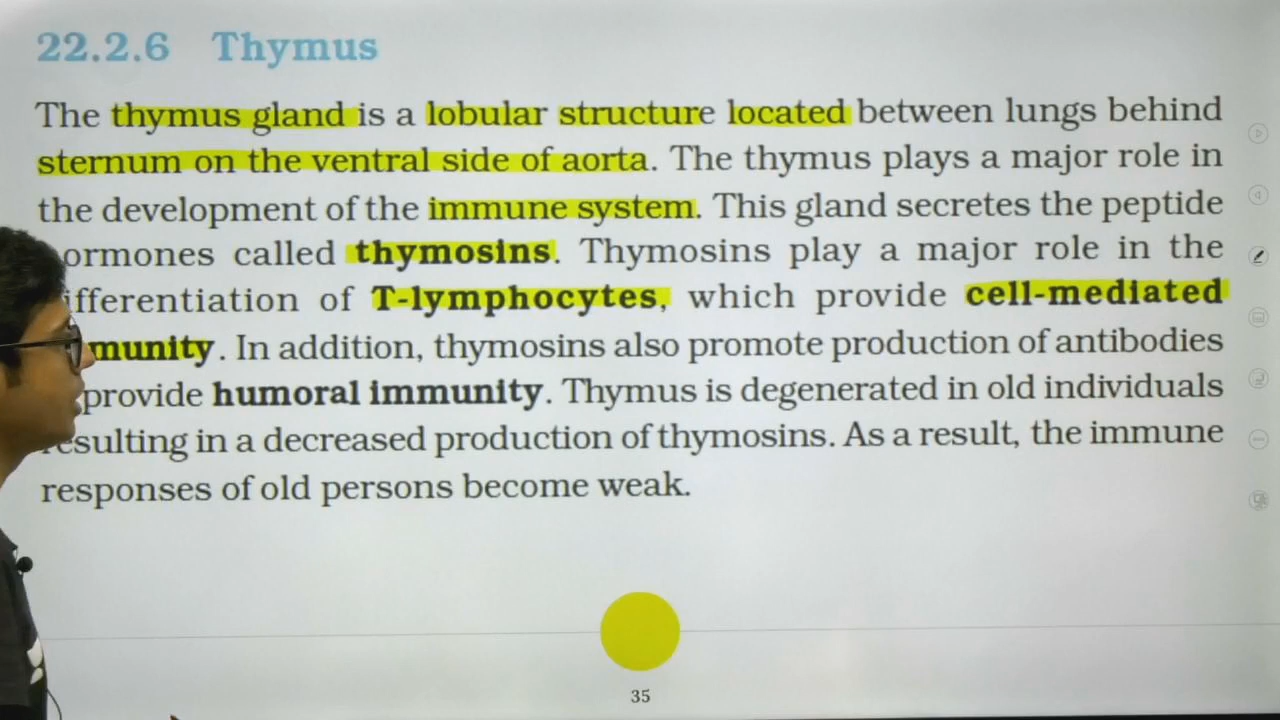 22.2.6 Thymus
The thymus gland is a lobular structure located between lungs behind
sternum on the ventral side of aorta. The thymus plays a major role in
the development of the immune system. This gland secretes the peptide
ormones called thymosins. Thymosins play a major role in the
ifferentiation of T-lymphocytes, which provide cell-mediated
munity. In addition, thymosins also promote production of antibodies
provide humoral immunity. Thymus is degenerated in old individuals
esulting in a decreased production of thymosins. As a result, the immune
responses of old persons become weak.
35